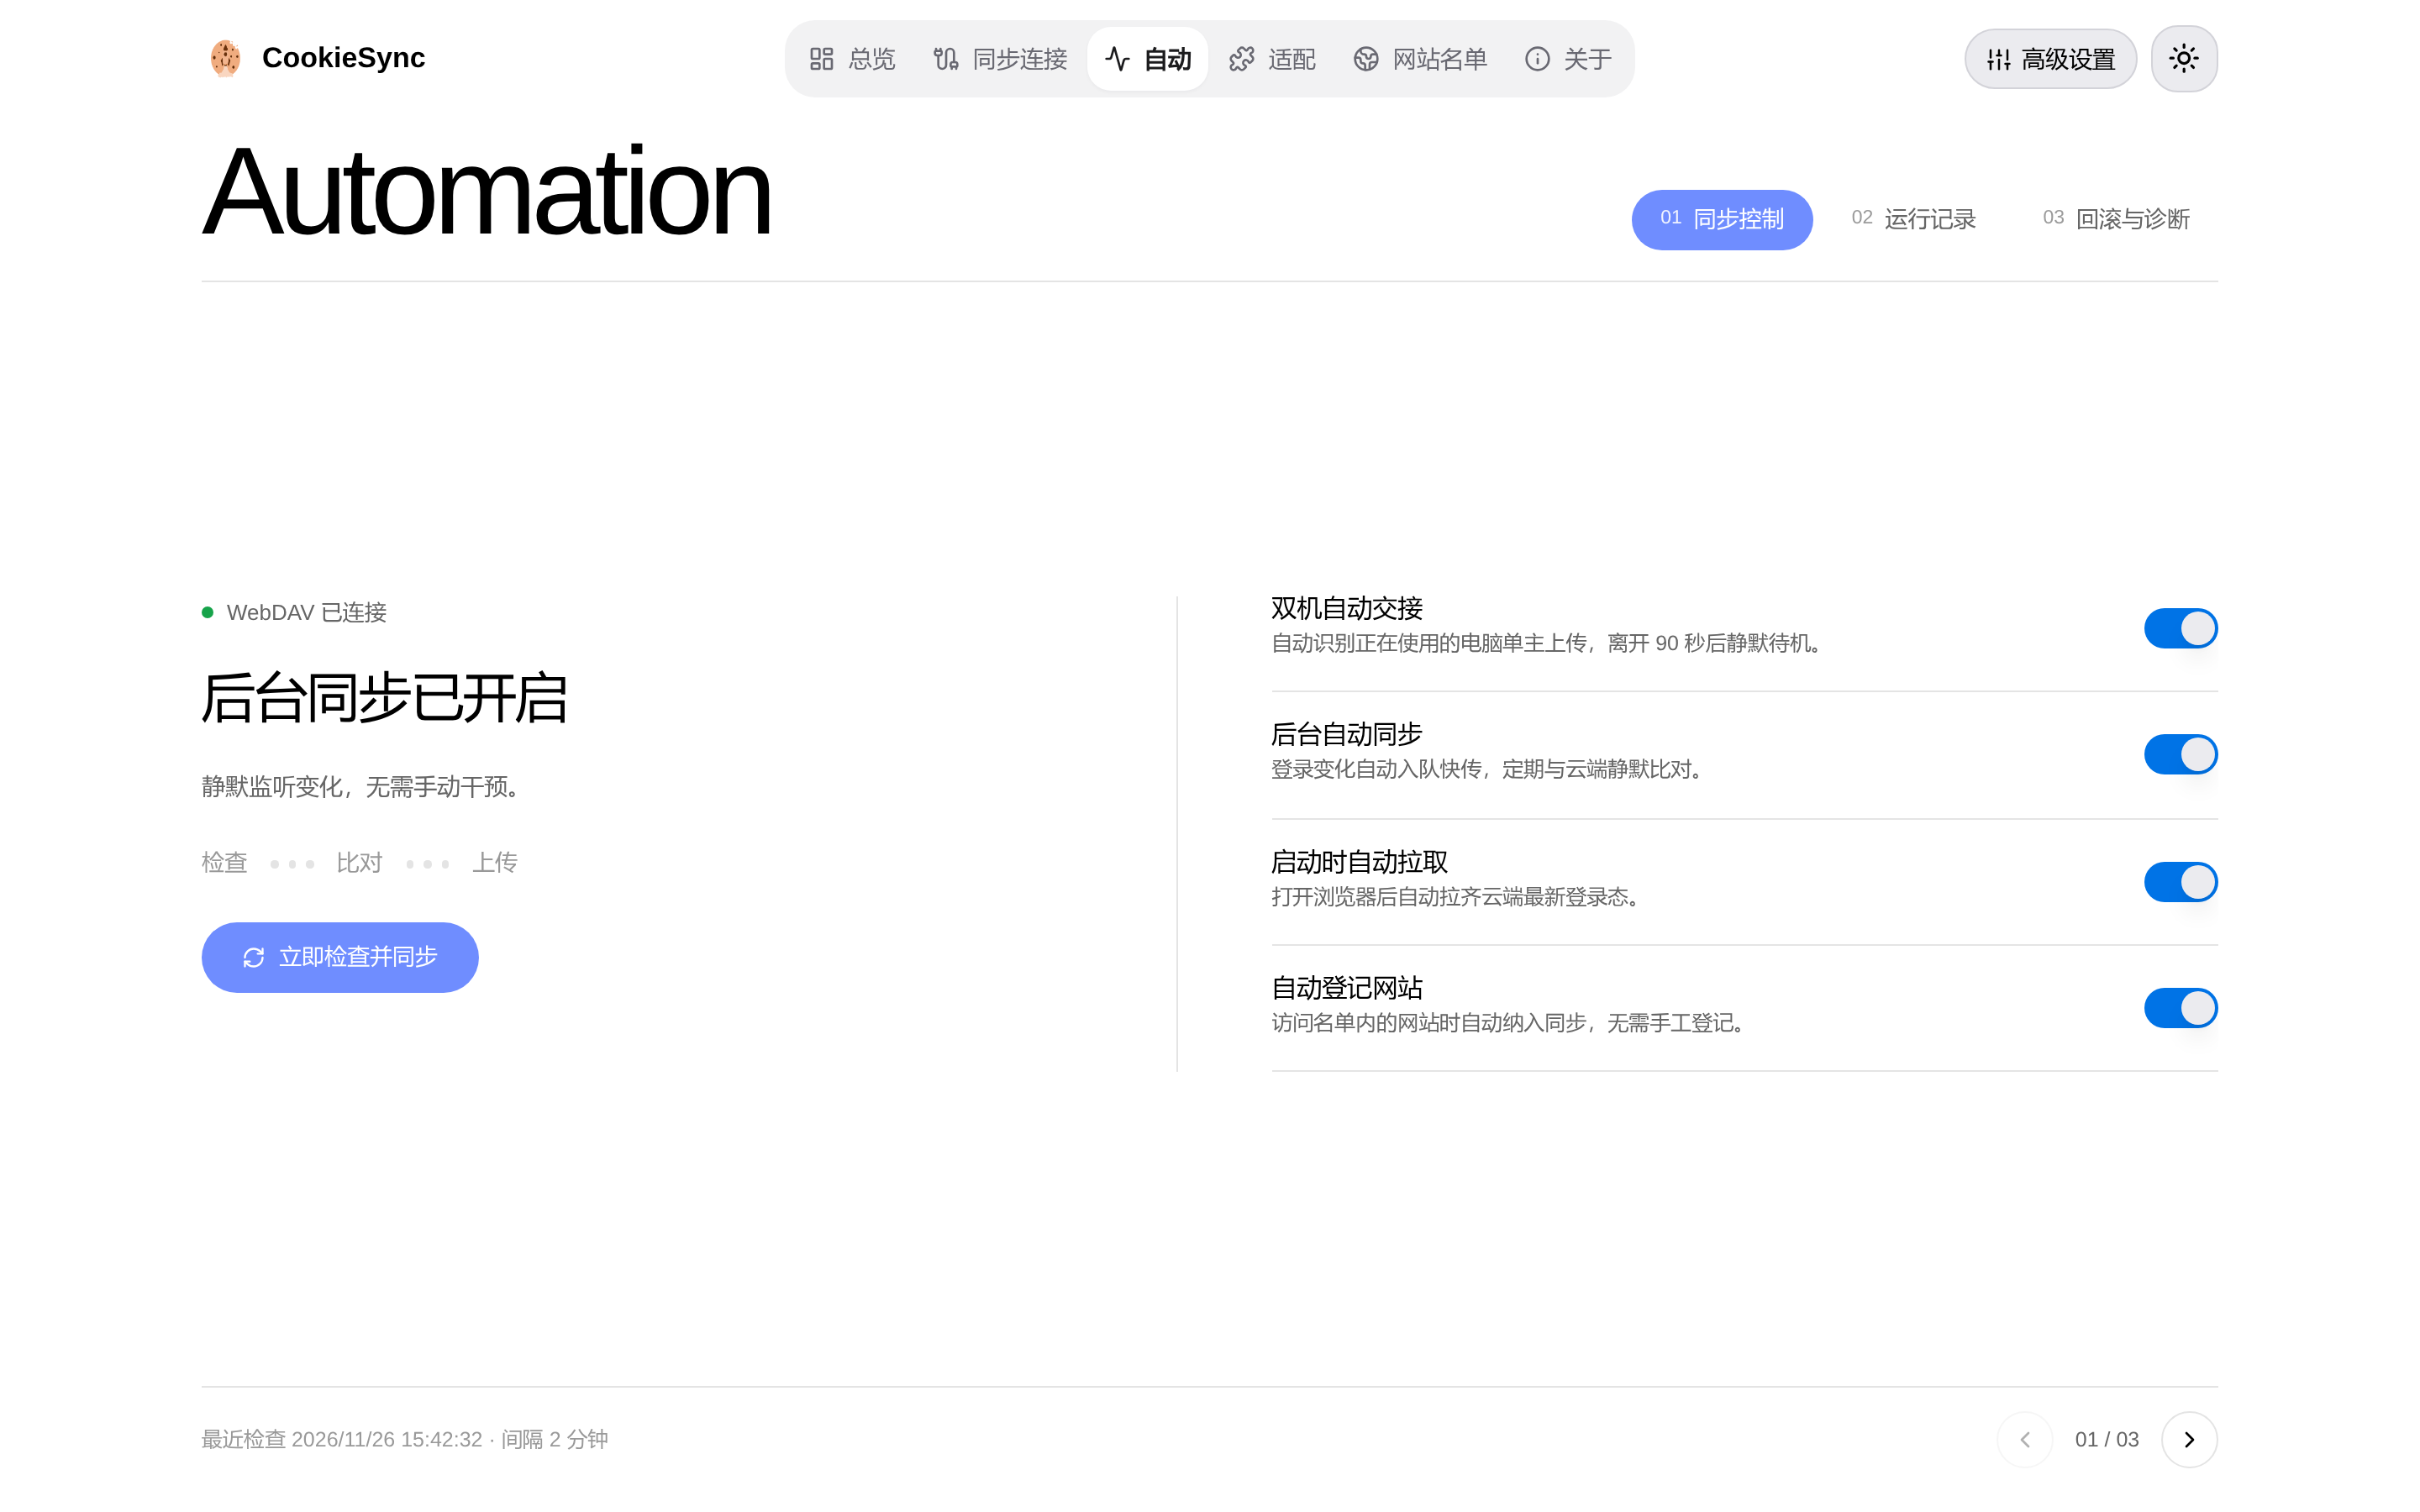 CookieSync
总览
同步连接
自动
适配
网站名单
关于
高级设置
Automation
01 同步控制
02 运行记录
03 回滚与诊断
WebDAV 已连接
后台同步已开启
静默监听变化，无需手动干预。
检查 比对 上传
立即检查并同步
双机自动交接
自动识别正在使用的电脑单主上传，离开 90 秒后静默待机。
后台自动同步
登录变化自动入队快传，定期与云端静默比对。
启动时自动拉取
打开浏览器后自动拉齐云端最新登录态。
自动登记网站
访问名单内的网站时自动纳入同步，无需手工登记。
最近检查 2026/11/26 15:42:32 · 间隔 2 分钟
01 / 03